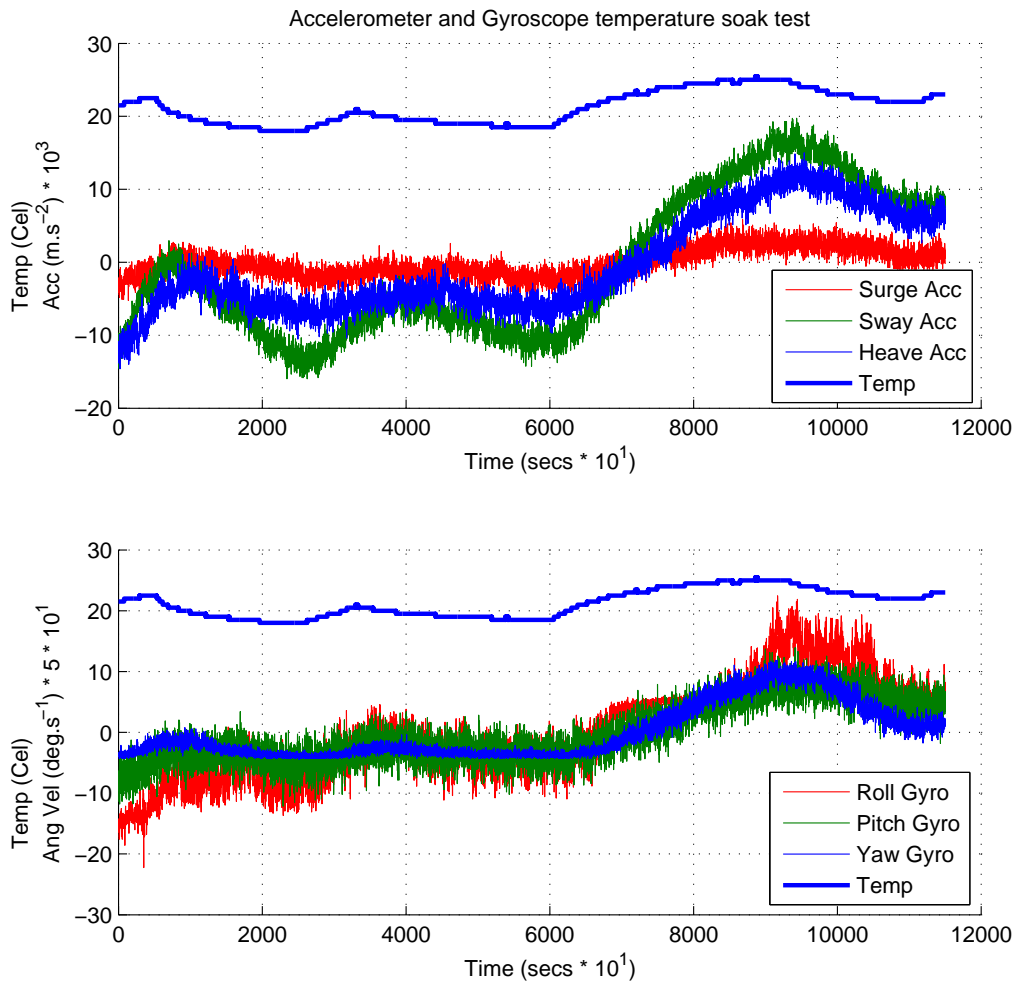 Accelerometer and Gyroscope temperature soak test
30
20
10
0
−10
−20
Temp (Cel)
Acc (m.s⁻²) * 10³
0 2000 4000 6000 8000 10000 12000
Time (secs * 10¹)
Surge Acc
Sway Acc
Heave Acc
Temp
30
20
10
0
−10
−20
−30
Temp (Cel)
Ang Vel (deg.s⁻¹) * 5 * 10¹
0 2000 4000 6000 8000 10000 12000
Time (secs * 10¹)
Roll Gyro
Pitch Gyro
Yaw Gyro
Temp